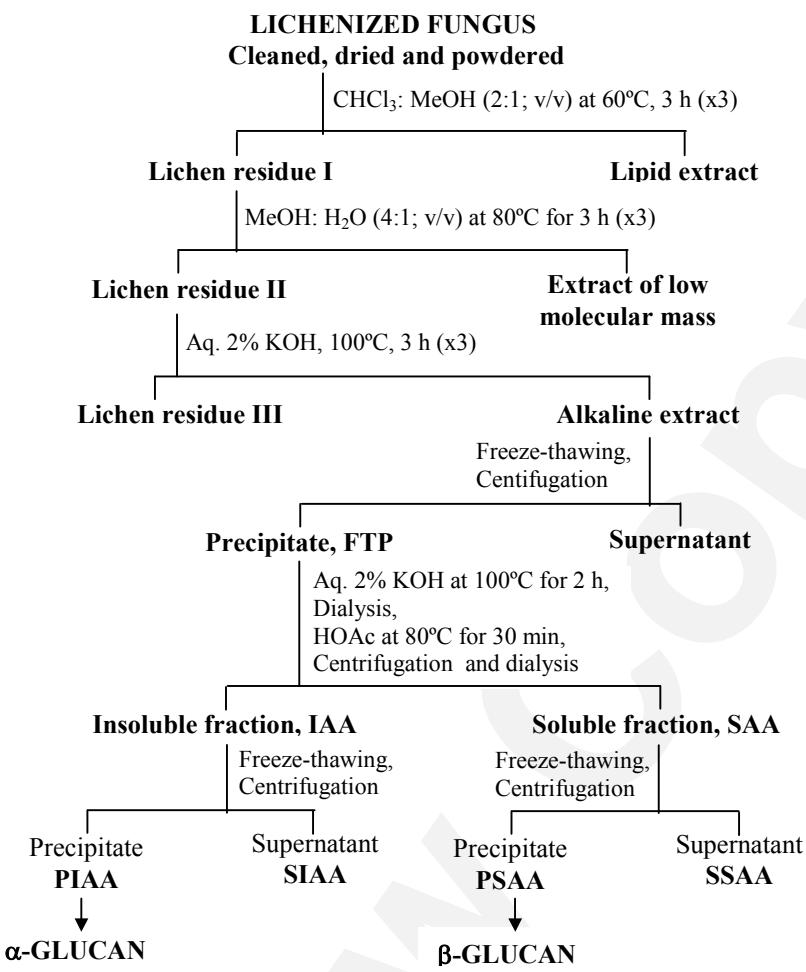 LICHENIZED FUNGUS
Cleaned, dried and powdered
CHCl₃: MeOH (2:1; v/v) at 60ºC, 3 h (x3)
Lichen residue I
Lipid extract
MeOH: H₂O (4:1; v/v) at 80ºC for 3 h (x3)
Lichen residue II
Extract of low
molecular mass
Aq. 2% KOH, 100ºC, 3 h (x3)
Lichen residue III
Alkaline extract
Freeze-thawing,
Centifugation
Precipitate, FTP
Supernatant
Aq. 2% KOH at 100ºC for 2 h,
Dialysis,
HOAc at 80ºC for 30 min,
Centrifugation and dialysis
Insoluble fraction, IAA
Soluble fraction, SAA
Freeze-thawing,
Centrifugation
Freeze-thawing,
Centrifugation
Precipitate
PIAA
Supernatant
SIAA
Precipitate
PSAA
Supernatant
SSAA
α-GLUCAN
β-GLUCAN